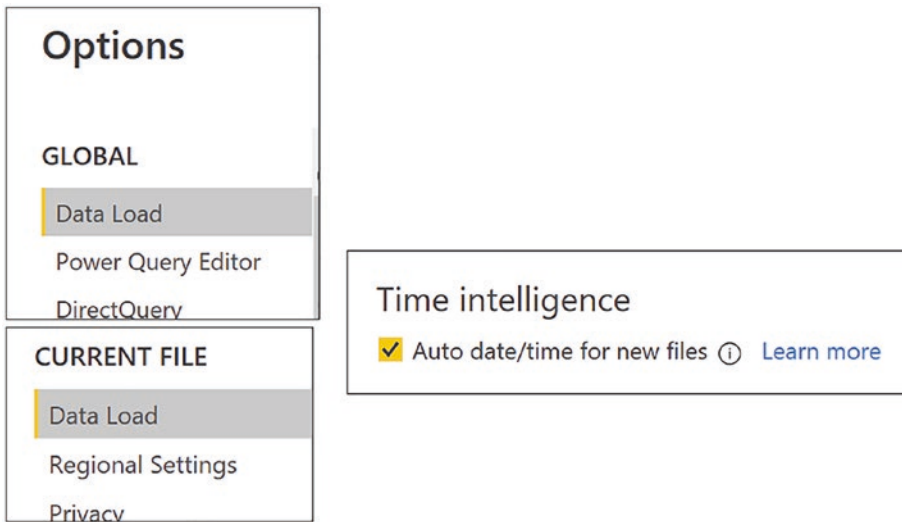 Options
GLOBAL
Data Load
Power Query Editor
DirectQuery
CURRENT FILE
Data Load
Regional Settings
Privacy
Time intelligence
Auto date/time for new files Learn more